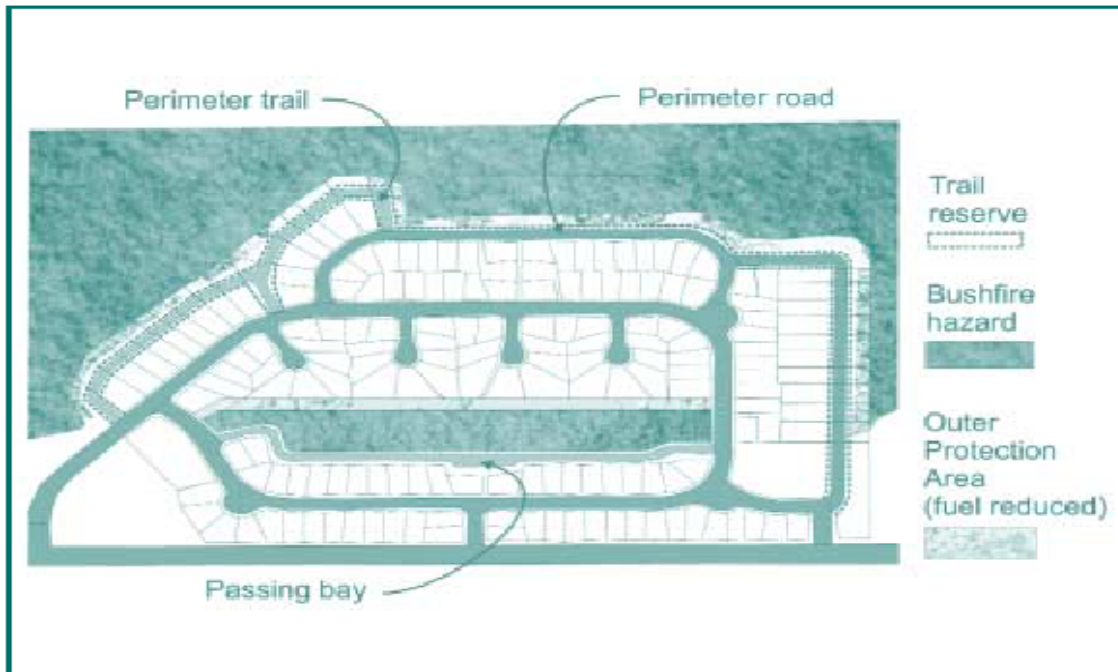 Perimeter trail
Perimeter road
Trail
reserve
Bushfire
hazard
Outer
Protection
Area
(fuel reduced)
Passing bay